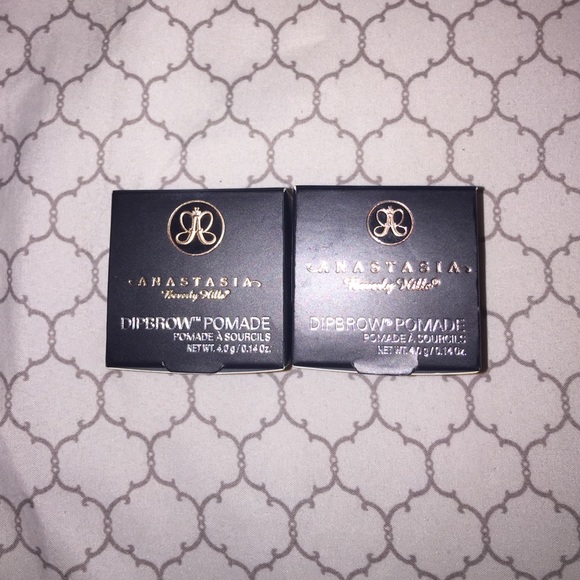 ANASTASIA
Beverly Hills®
DIPBROW™ POMADE
POMADE À SOURCILS
NET WT. 4.0 g / 0.14 Oz.
ANASTASIA
Beverly Hills®
DIPBROW® POMADE
POMADE À SOURCILS
NET WT. 4.0 g / 0.14 Oz.